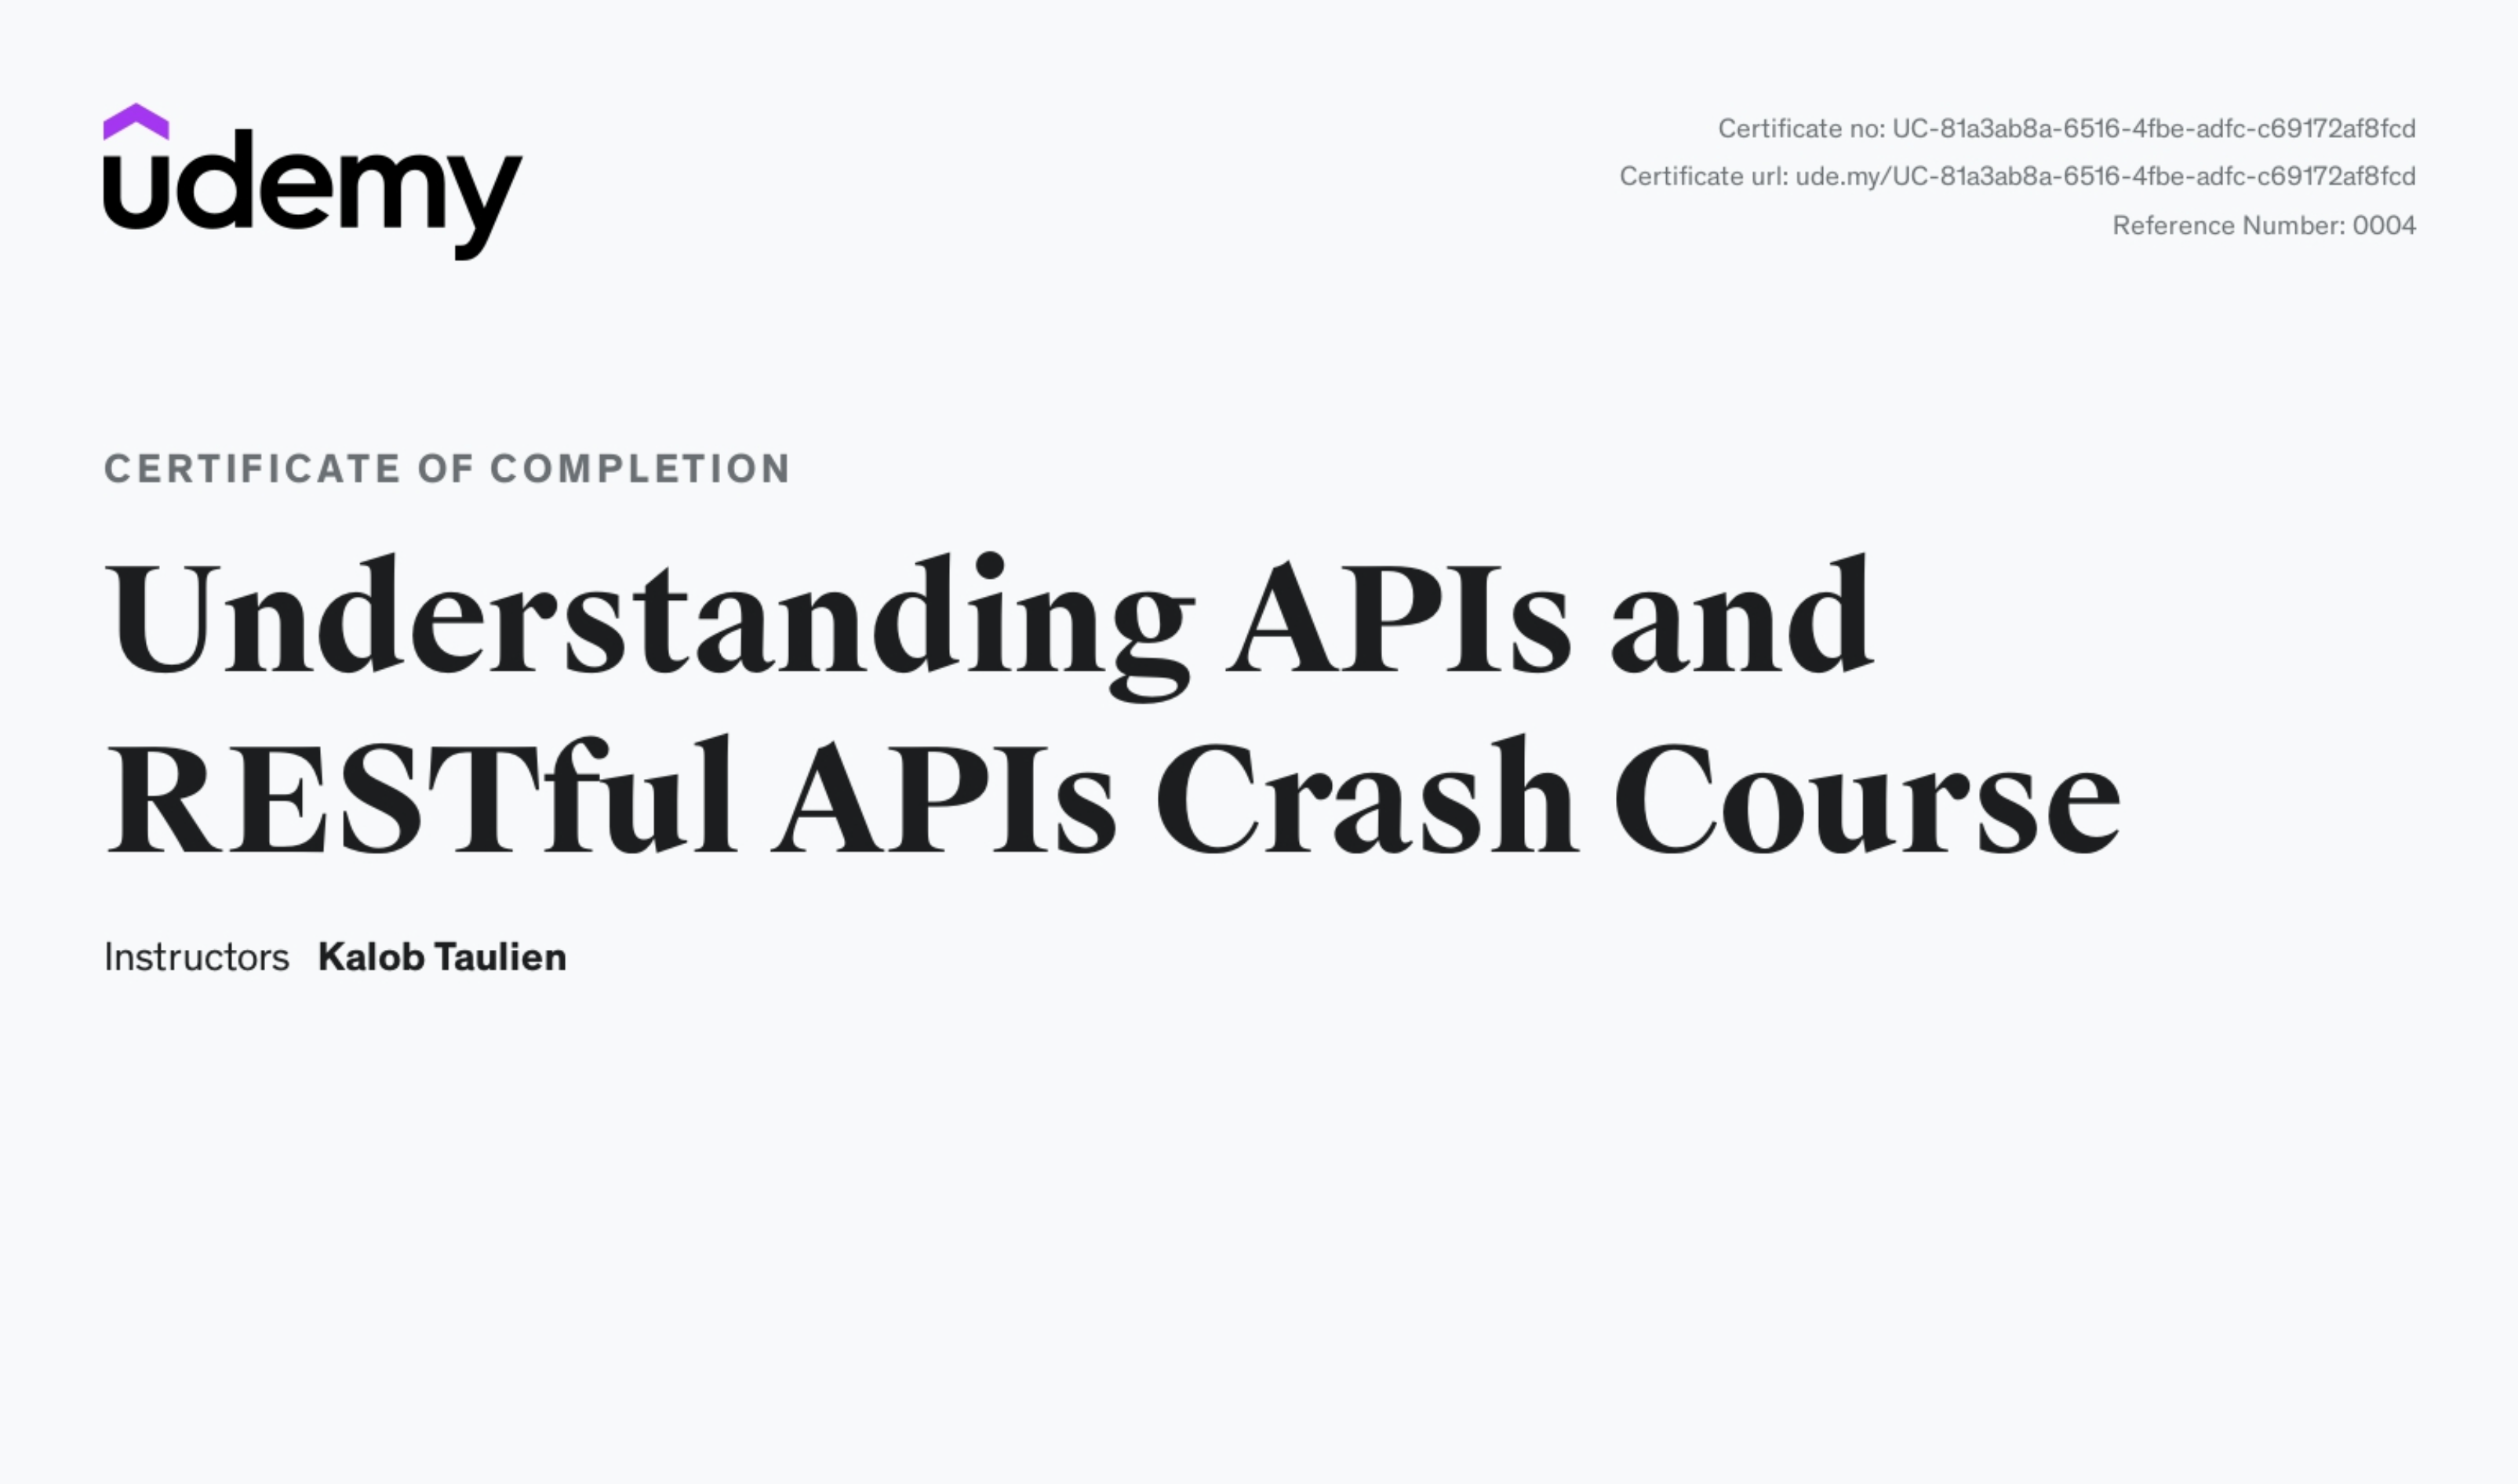 udemy
Certificate no: UC-81a3ab8a-6516-4fbe-adfc-c69172af8fcd
Certificate url: ude.my/UC-81a3ab8a-6516-4fbe-adfc-c69172af8fcd
Reference Number: 0004
CERTIFICATE OF COMPLETION
Understanding APIs and
RESTful APIs Crash Course
Instructors Kalob Taulien